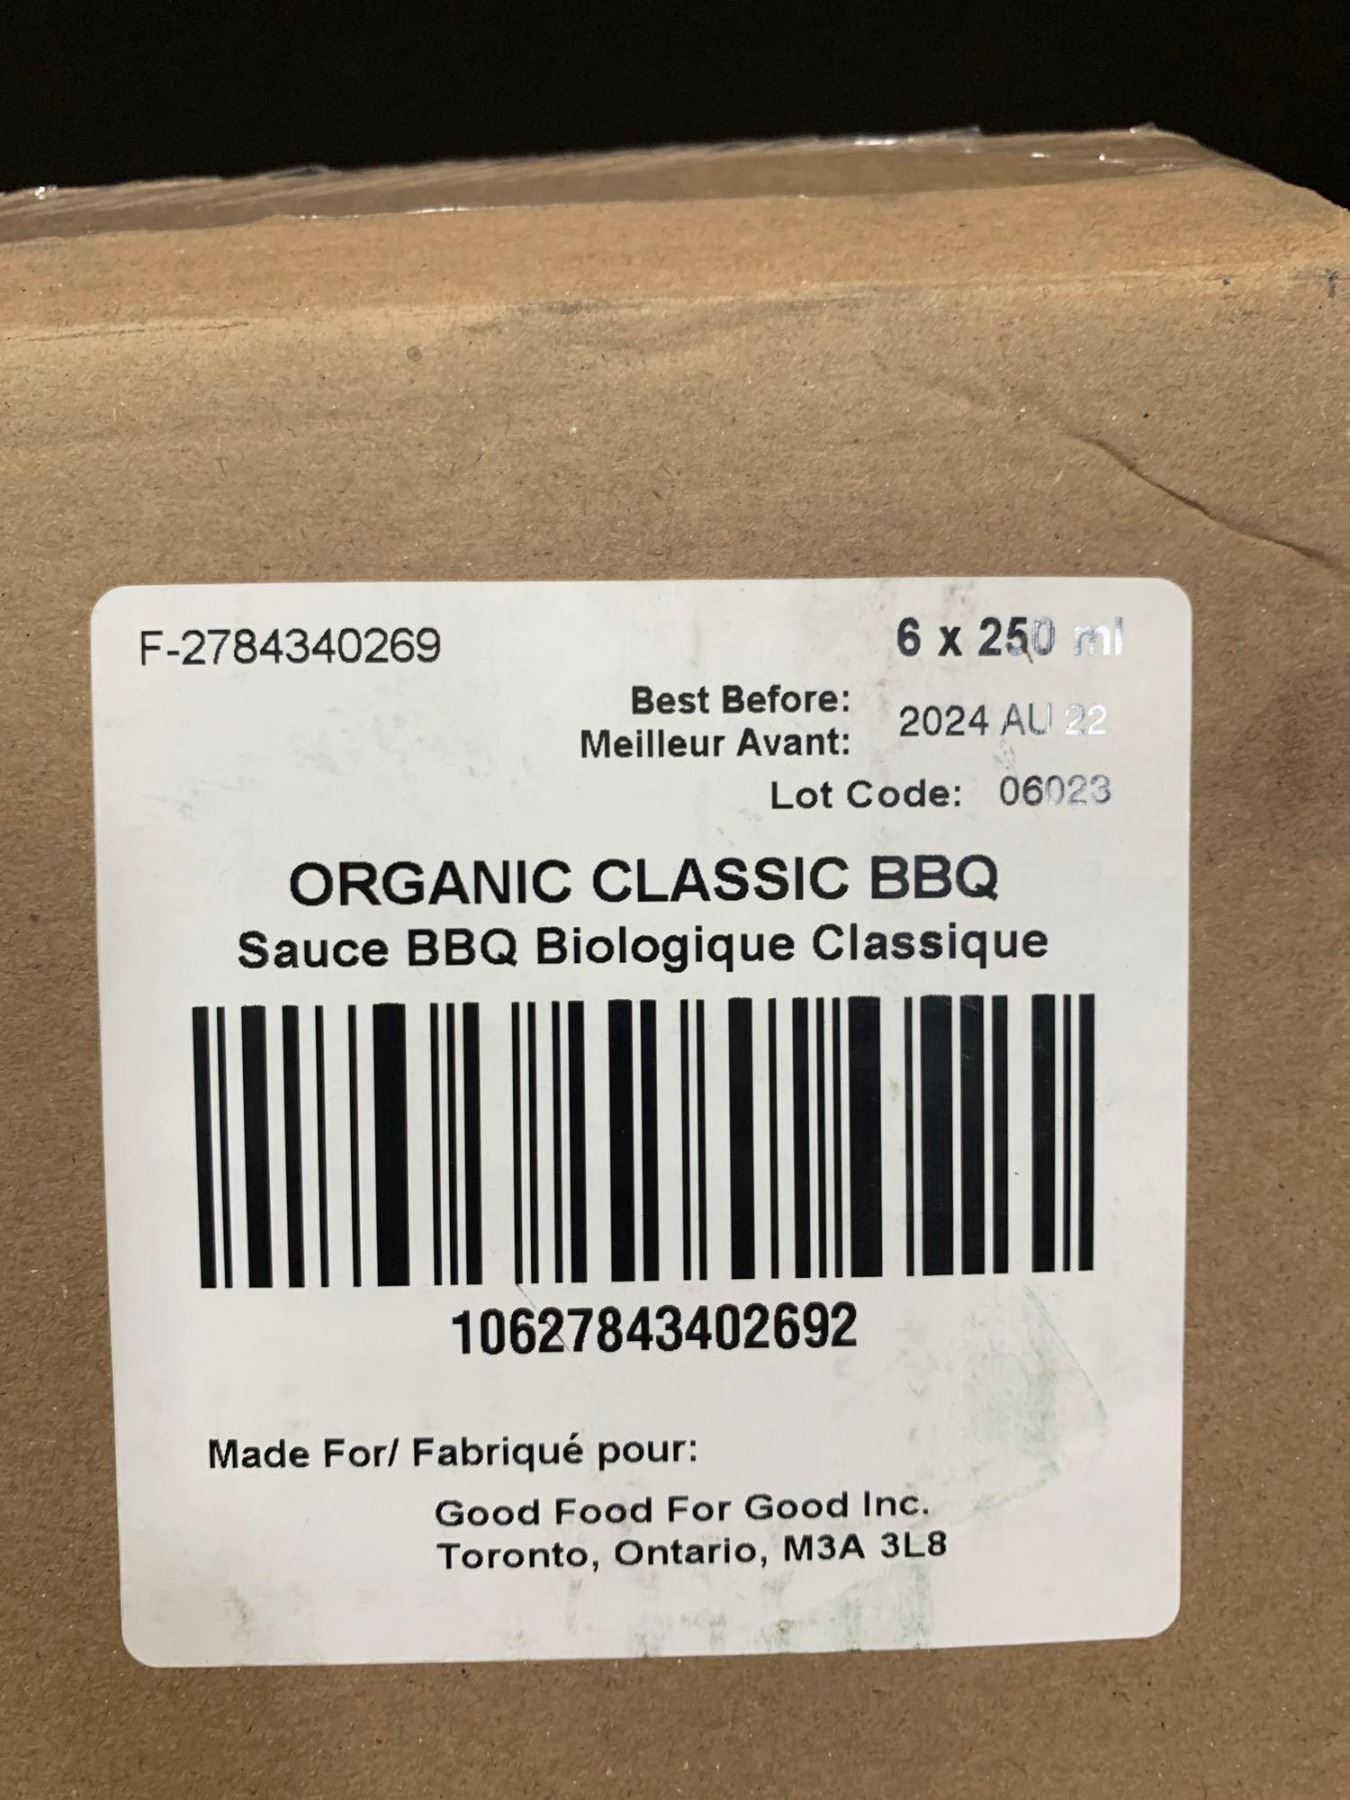 F-2784340269
6 x 250 ml
Best Before:
Meilleur Avant:
2024 AU 22
Lot Code: 06023
ORGANIC CLASSIC BBQ
Sauce BBQ Biologique Classique
10627843402692
Made For/ Fabriqué pour:
Good Food For Good Inc.
Toronto, Ontario, M3A 3L8